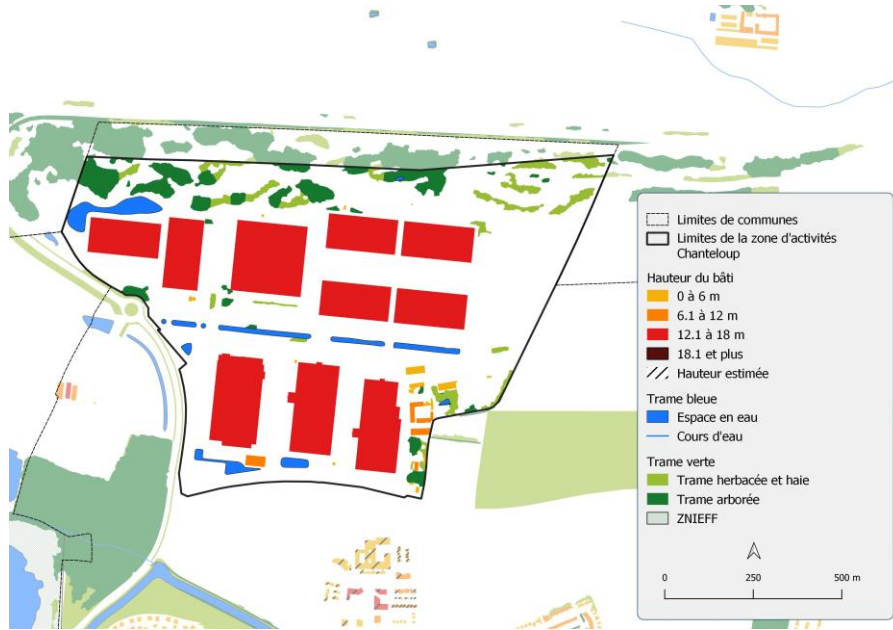 Limites de communes
Limites de la zone d'activités
Chanteloup
Hauteur du bâti
0 à 6 m
6.1 à 12 m
12.1 à 18 m
18.1 et plus
Hauteur estimée
Trame bleue
Espace en eau
Cours d'eau
Trame verte
Trame herbacée et haie
Trame arborée
ZNIEFF
0 250 500 m